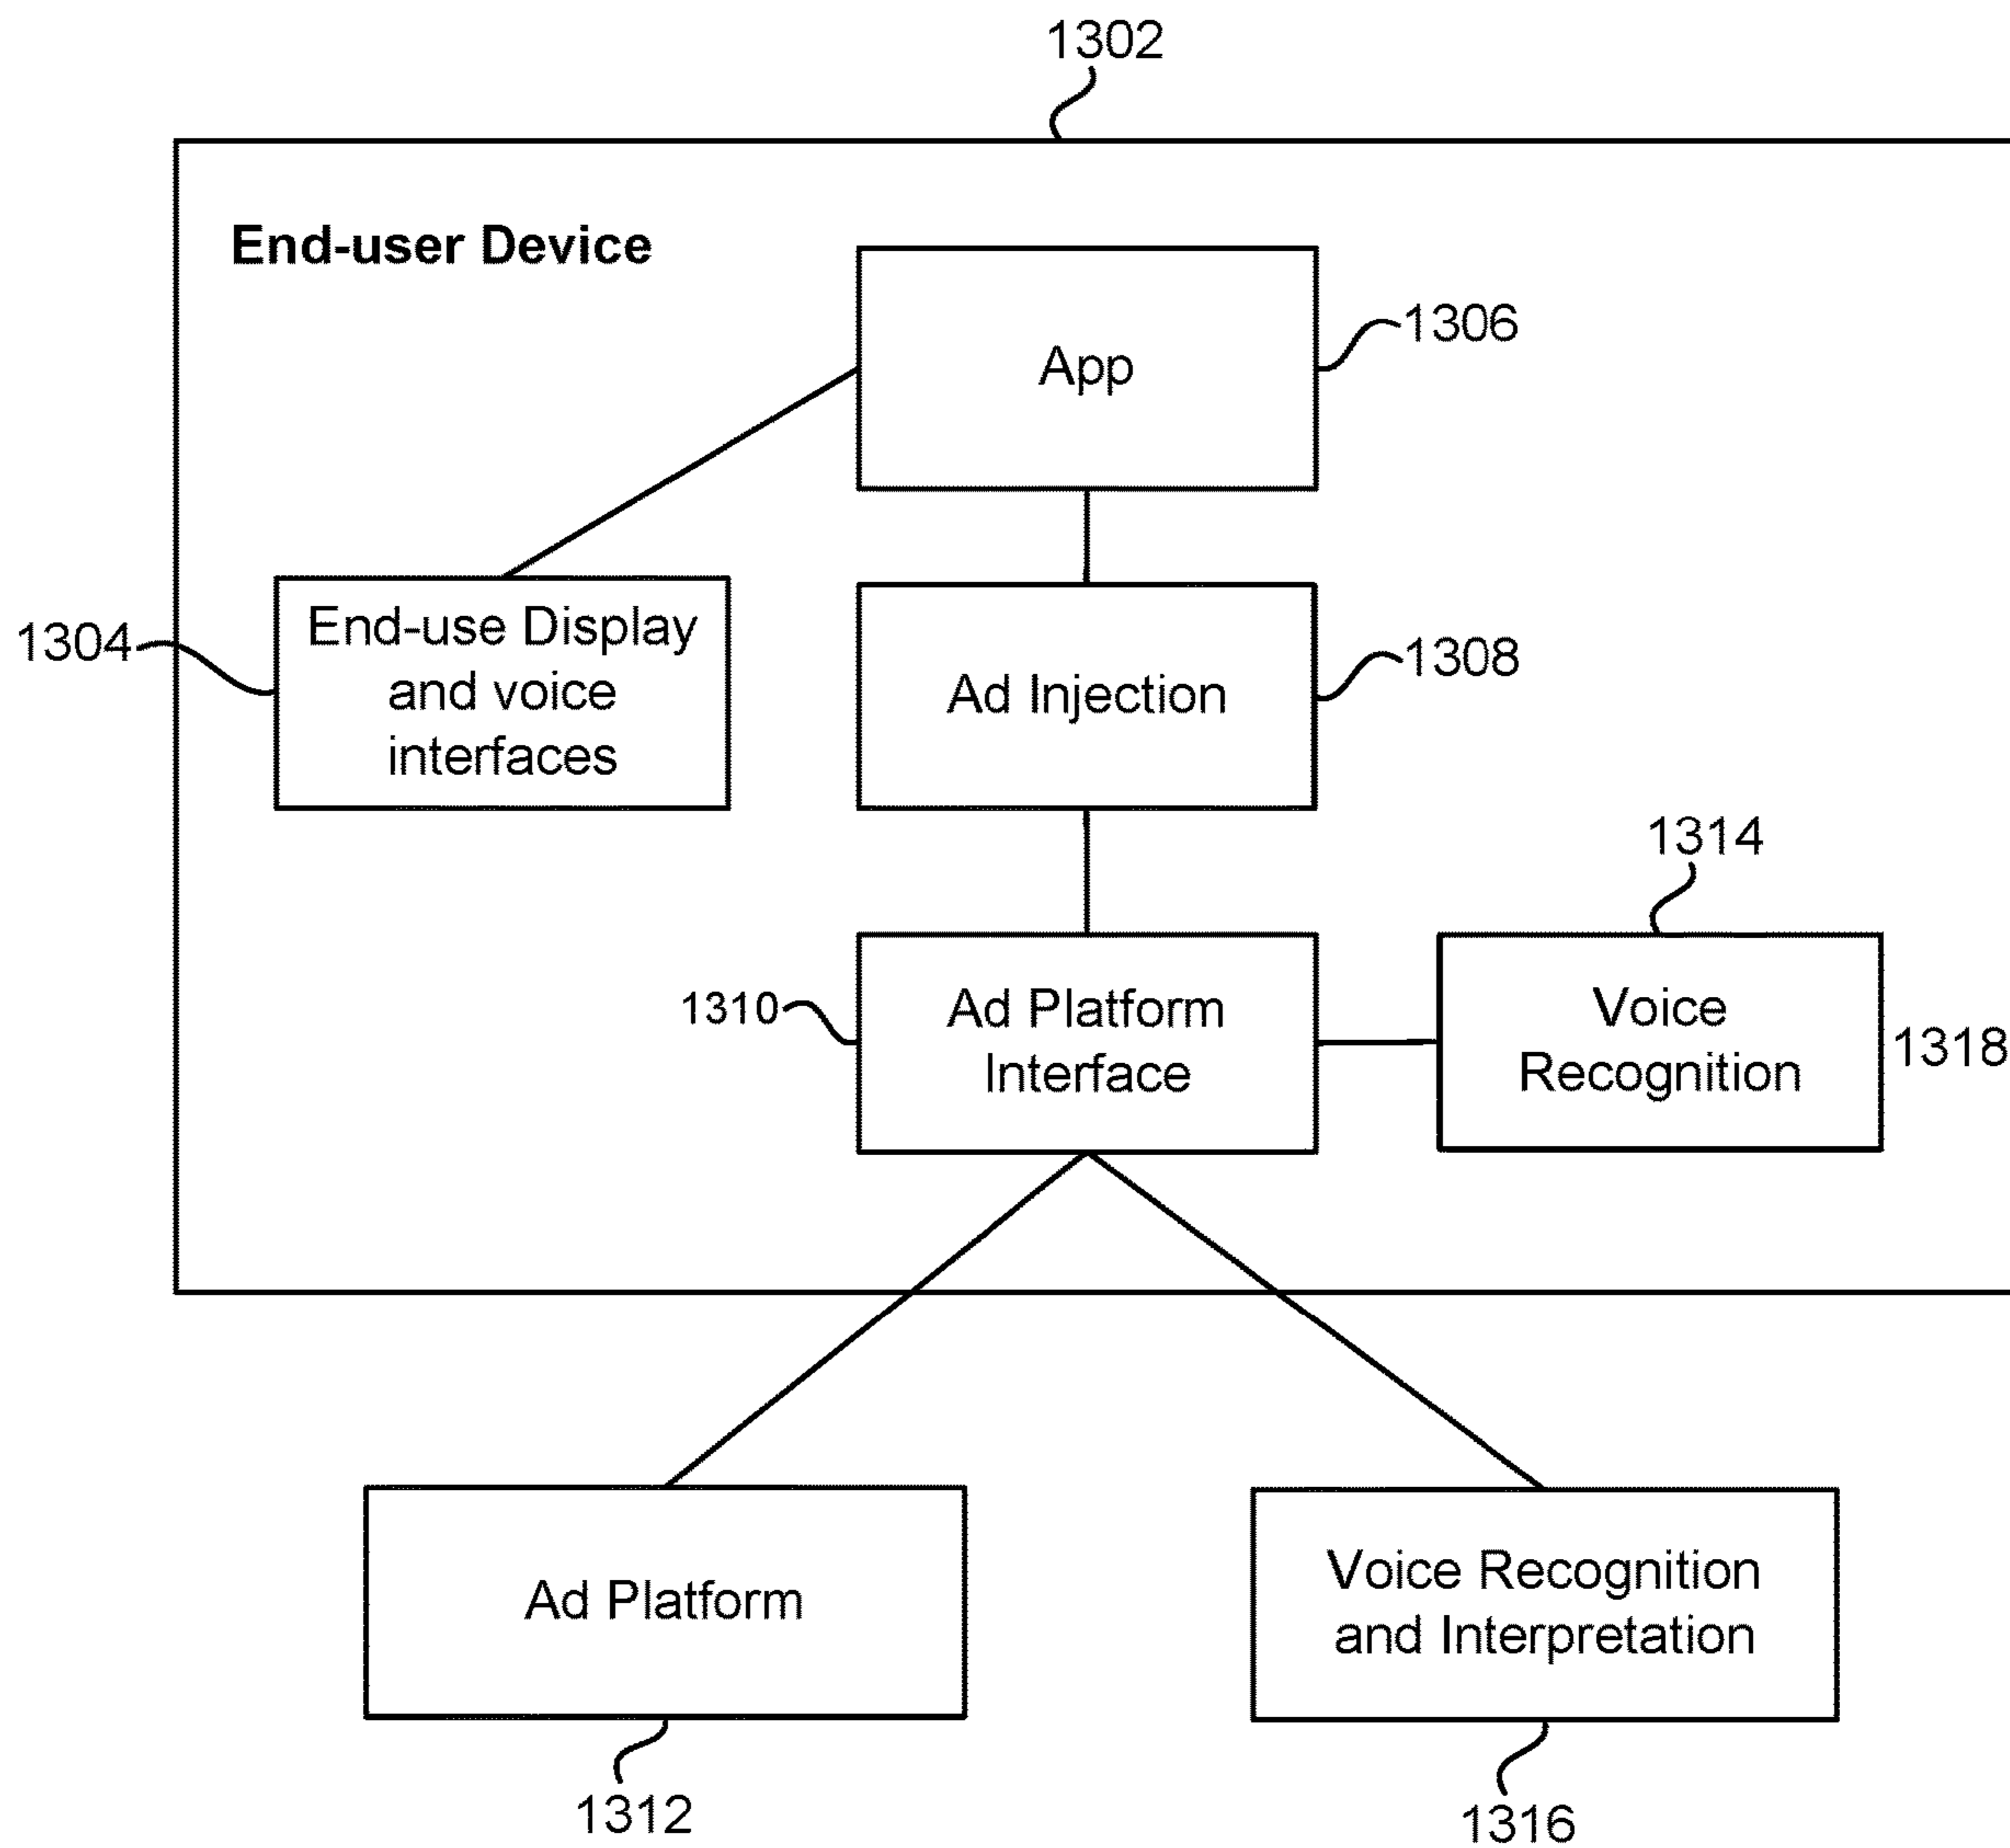 1302
End-user Device
App
1306
1304
End-use Display
and voice
interfaces
Ad Injection
1308
1314
1310
Ad Platform
Interface
Voice
Recognition
1318
Ad Platform
Voice Recognition
and Interpretation
1312
1316